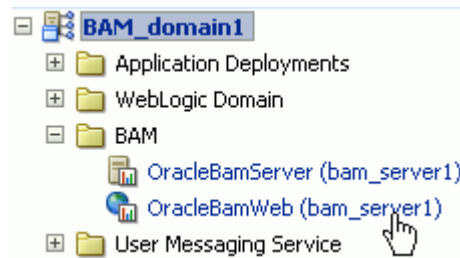 BAM_domain1
Application Deployments
WebLogic Domain
BAM
OracleBamServer (bam_server1)
OracleBamWeb (bam_server1)
User Messaging Service